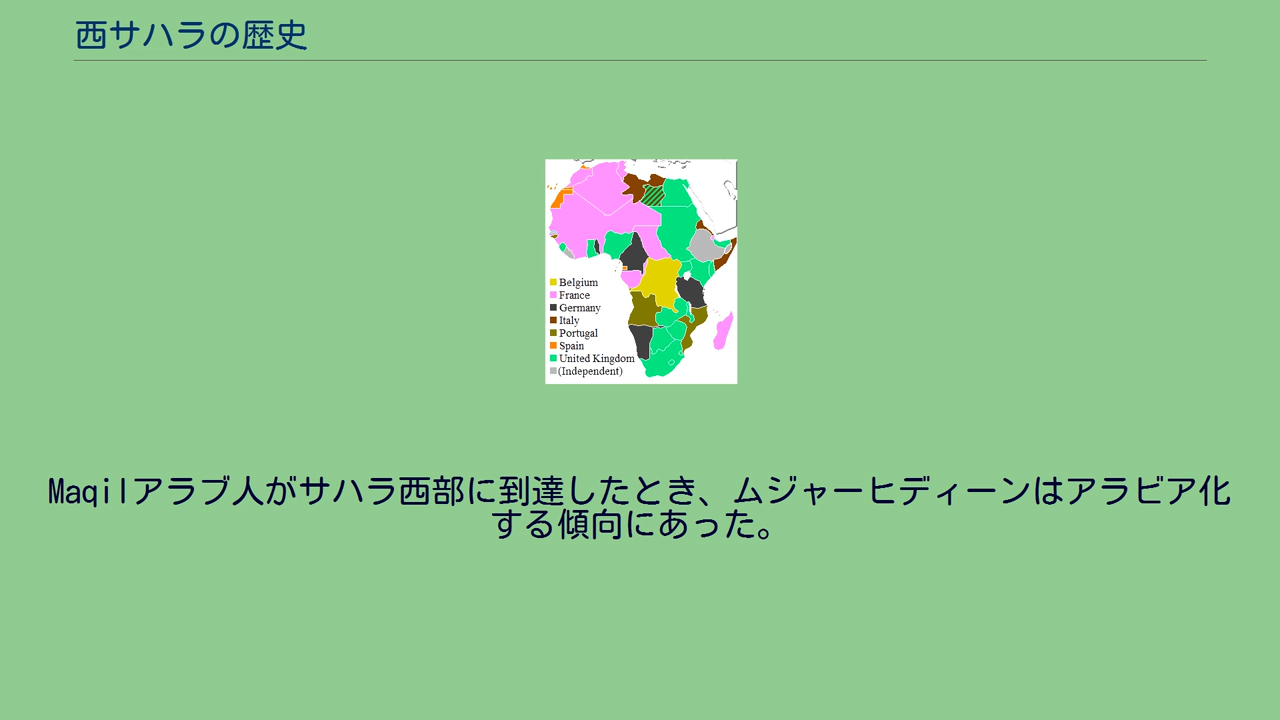 西サハラの歴史
Belgium
France
Germany
Italy
Portugal
Spain
United Kingdom
(Independent)
Maqilアラブ人がサハラ西部に到達したとき、ムジャーヒディーンはアラビア化
する傾向にあった。